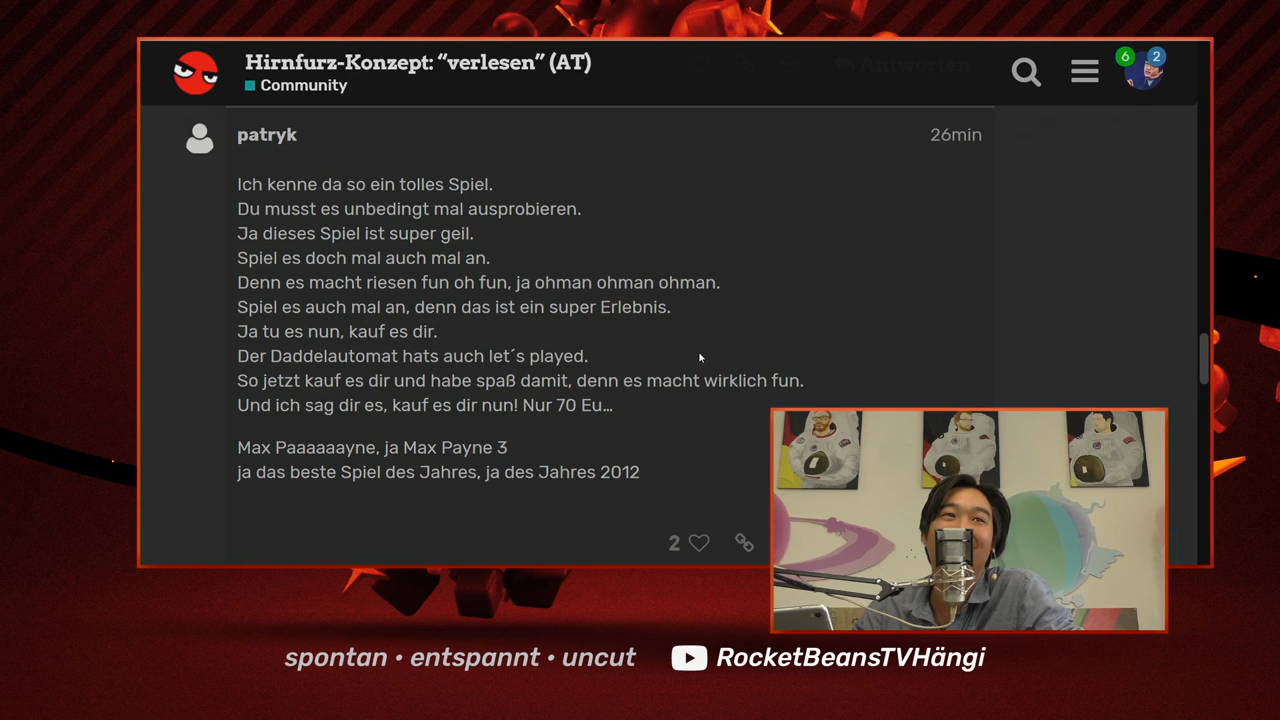 Hirnfurz-Konzept: “verlesen” (AT)
Community
Antworten
6
2
patryk
26min
Ich kenne da so ein tolles Spiel.
Du musst es unbedingt mal ausprobieren.
Ja dieses Spiel ist super geil.
Spiel es doch mal auch mal an.
Denn es macht riesen fun oh fun, ja ohman ohman ohman.
Spiel es auch mal an, denn das ist ein super Erlebnis.
Ja tu es nun, kauf es dir.
Der Daddelautomat hats auch let´s played.
So jetzt kauf es dir und habe spaß damit, denn es macht wirklich fun.
Und ich sag dir es, kauf es dir nun! Nur 70 Eu...
Max Paaaaaayne, ja Max Payne 3
ja das beste Spiel des Jahres, ja des Jahres 2012
2
spontan • entspannt • uncut
RocketBeansTVHängi